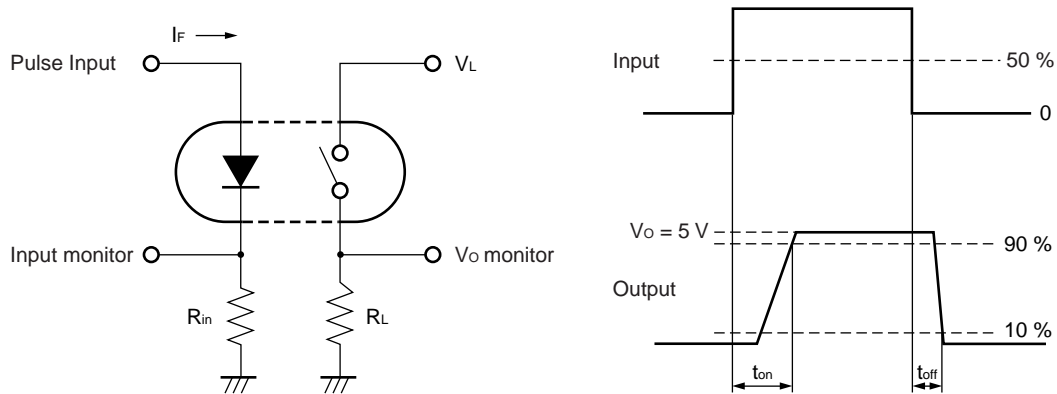 IF
Pulse Input
VL
Input monitor
VO monitor
Rin
RL
Input
50 %
0
VO = 5 V
90 %
Output
10 %
ton
toff